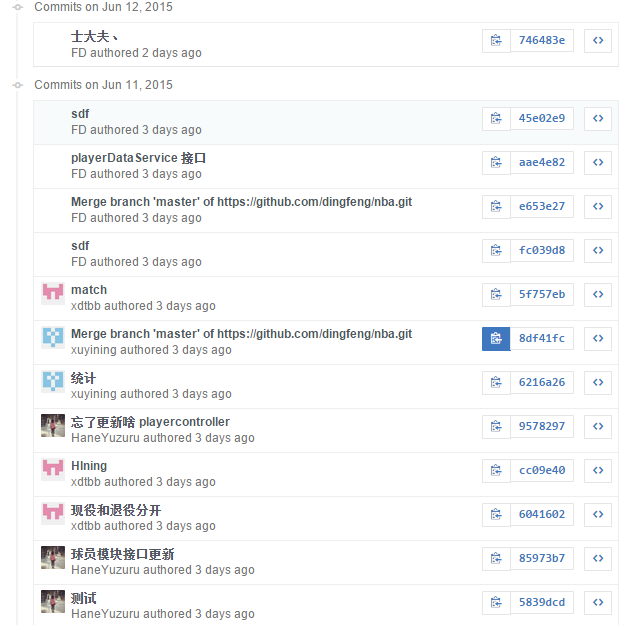 Commits on Jun 12, 2015
士大夫、
FD authored 2 days ago
746483e
Commits on Jun 11, 2015
sdf
FD authored 3 days ago
45e02e9
playerDataService 接口
FD authored 3 days ago
aae4e82
Merge branch 'master' of https://github.com/dingfeng/nba.git
FD authored 3 days ago
e653e27
sdf
FD authored 3 days ago
fc039d8
match
xdtbb authored 3 days ago
5f757eb
Merge branch 'master' of https://github.com/dingfeng/nba.git
xuyining authored 3 days ago
8df41fc
统计
xuyining authored 3 days ago
6216a26
忘了更新啥 playercontroller
HaneYuzuru authored 3 days ago
9578297
HIning
xdtbb authored 3 days ago
cc09e40
现役和退役分开
xdtbb authored 3 days ago
6041602
球员模块接口更新
HaneYuzuru authored 3 days ago
85973b7
测试
HaneYuzuru authored 3 days ago
5839dcd